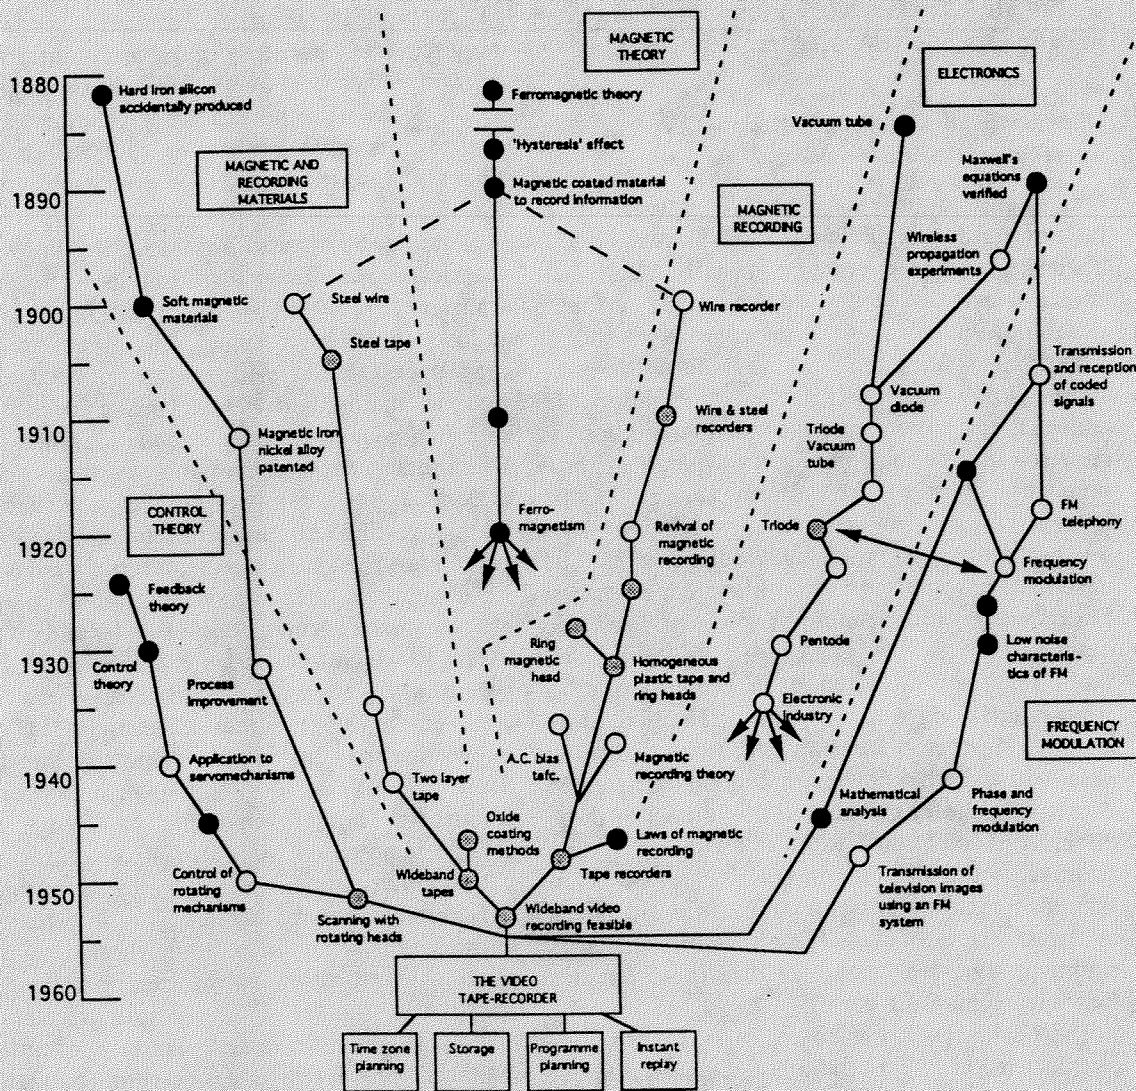 MAGNETIC
THEORY
ELECTRONICS
MAGNETIC AND
RECORDING
MATERIALS
MAGNETIC
RECORDING
CONTROL
THEORY
FREQUENCY
MODULATION
1880
1890
1900
1910
1920
1930
1940
1950
1960
Hard iron silicon
accidentally produced
Soft magnetic
materials
Magnetic iron
nickel alloy
patented
Process
improvement
Feedback
theory
Control
theory
Application to
servomechanisms
Control of
rotating
mechanisms
Scanning with
rotating heads
Steel wire
Steel tape
Two layer
tape
Oxide
coating
methods
Wideband
tapes
Wideband video
recording feasible
Ferromagnetic theory
'Hysteresis' effect
Magnetic coated material
to record information
Ferro-
magnetism
Wire recorder
Wire & steel
recorders
Revival of
magnetic
recording
Ring
magnetic
head
Homogeneous
plastic tape and
ring heads
A.C. bias
tafc.
Magnetic
recording theory
Laws of magnetic
recording
Tape recorders
Vacuum tube
Maxwell's
equations
verified
Wireless
propagation
experiments
Vacuum
diode
Triode
Vacuum
tube
Triode
Pentode
Electronic
industry
Transmission
and reception
of coded
signals
FM
telephony
Frequency
modulation
Low noise
characteris-
tics of FM
Mathematical
analysis
Phase and
frequency
modulation
Transmission of
television images
using an FM
system
THE VIDEO
TAPE-RECORDER
Time zone
planning
Storage
Programme
planning
Instant
replay